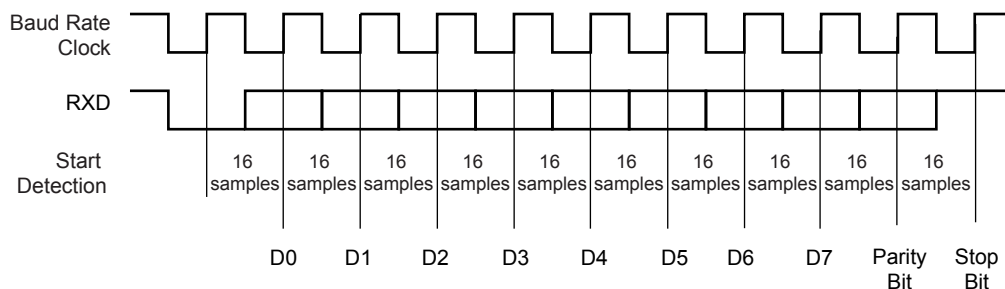 Baud Rate
Clock
RXD
Start
Detection
16
samples
16
samples
16
samples
16
samples
16
samples
16
samples
16
samples
16
samples
16
samples
16
samples
D0
D1
D2
D3
D4
D5
D6
D7
Parity
Bit
Stop
Bit